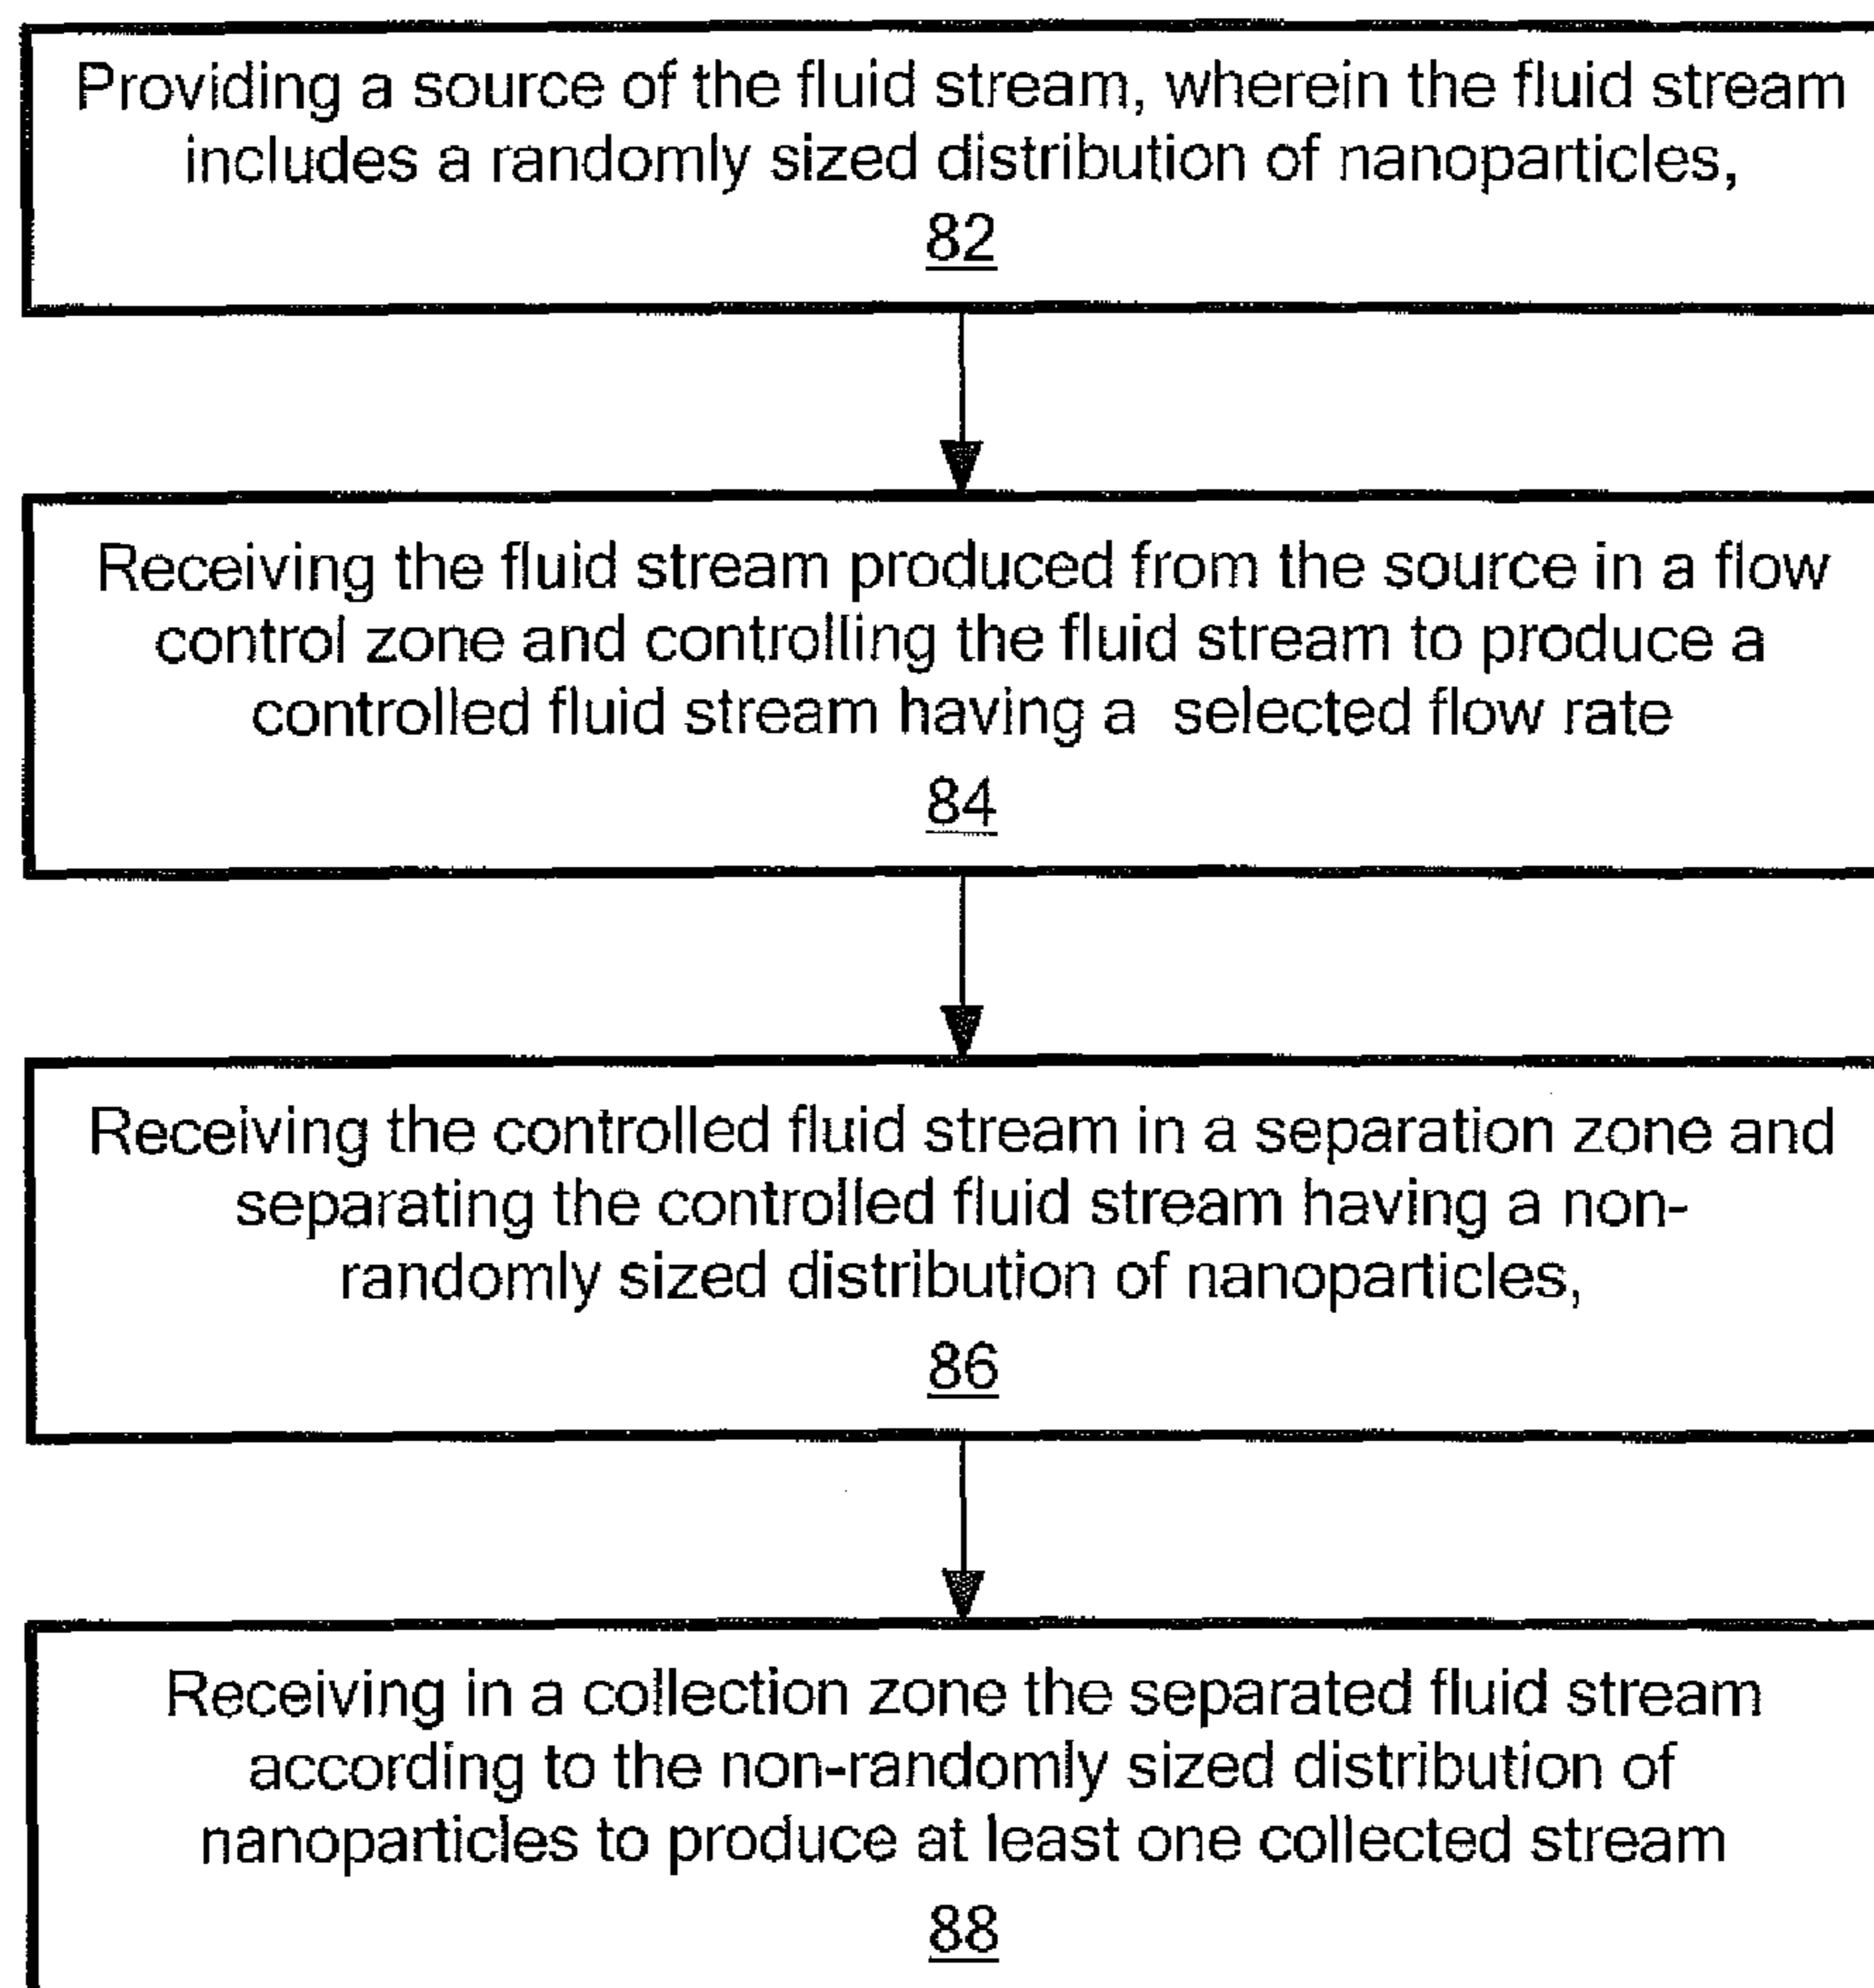 Providing a source of the fluid stream, wherein the fluid stream
includes a randomly sized distribution of nanoparticles,
82
Receiving the fluid stream produced from the source in a flow
control zone and controlling the fluid stream to produce a
controlled fluid stream having a selected flow rate
84
Receiving the controlled fluid stream in a separation zone and
separating the controlled fluid stream having a non-
randomly sized distribution of nanoparticles,
86
Receiving in a collection zone the separated fluid stream
according to the non-randomly sized distribution of
nanoparticles to produce at least one collected stream
88